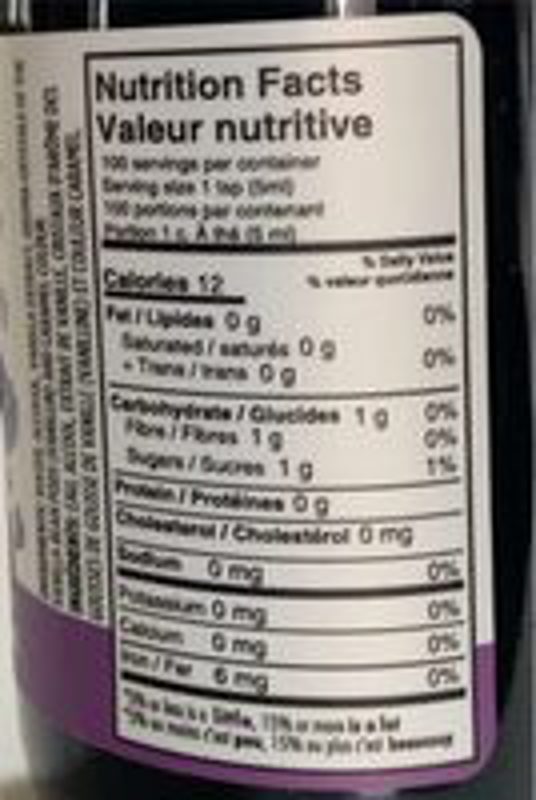 Nutrition Facts
Valeur nutritive
100 servings per container
Serving size 1 tsp (5ml)
100 portions par contenant
Portion 1 c. À thé (5 ml)
% Daily Value
Calories 12
% valeur quotidienne
Fat / Lipides 0 g 0%
Saturated / saturés 0 g
+ Trans / trans 0 g 0%
Carbohydrate / Glucides 1 g 0%
Fibre / Fibres 1 g 0%
Sugars / Sucres 1 g 1%
Protein / Protéines 0 g
Cholesterol / Cholestérol 0 mg
Sodium 0 mg 0%
Potassium 0 mg 0%
Calcium 0 mg 0%
Iron / Fer 6 mg 0%
*5% or less is a little, 15% or more is a lot
*5% ou moins c'est peu, 15% ou plus c'est beaucoup